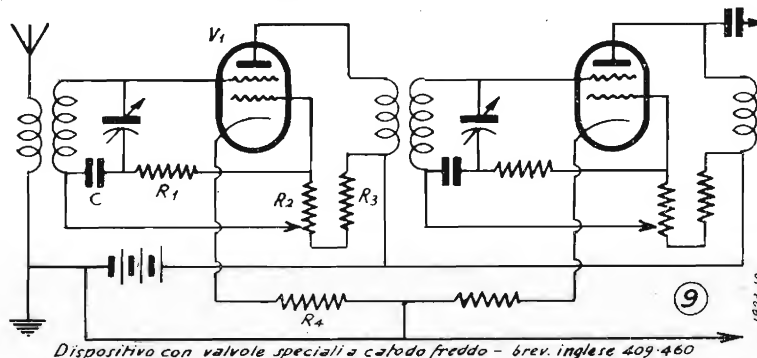 V1
C
R1
R2
R3
R4
9
Dispositivo con valvole speciali a catodo freddo - brev. inglese 409·460